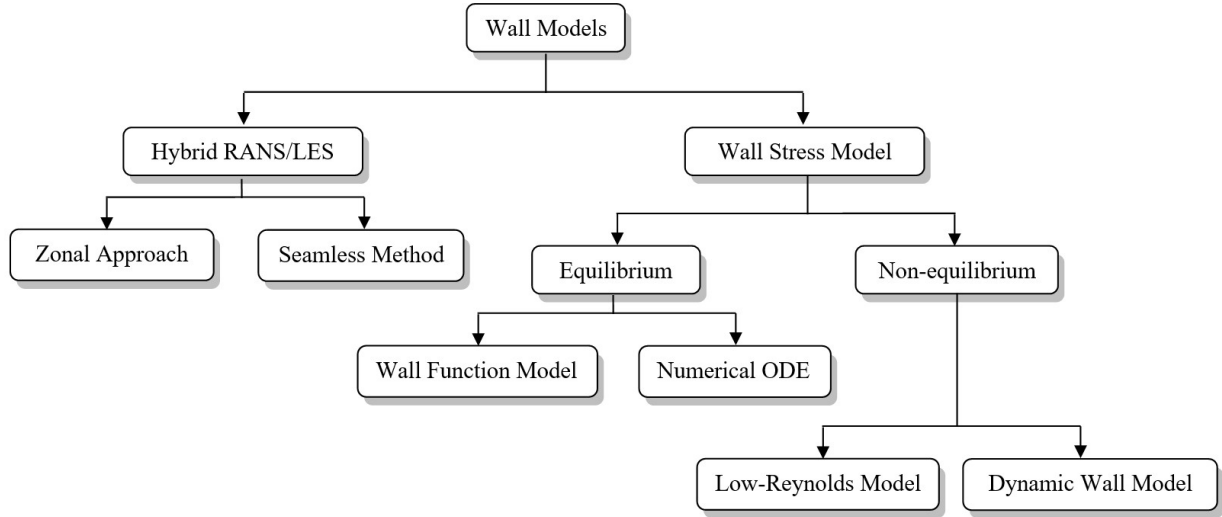 Wall Models
Hybrid RANS/LES
Wall Stress Model
Zonal Approach
Seamless Method
Equilibrium
Non-equilibrium
Wall Function Model
Numerical ODE
Low-Reynolds Model
Dynamic Wall Model